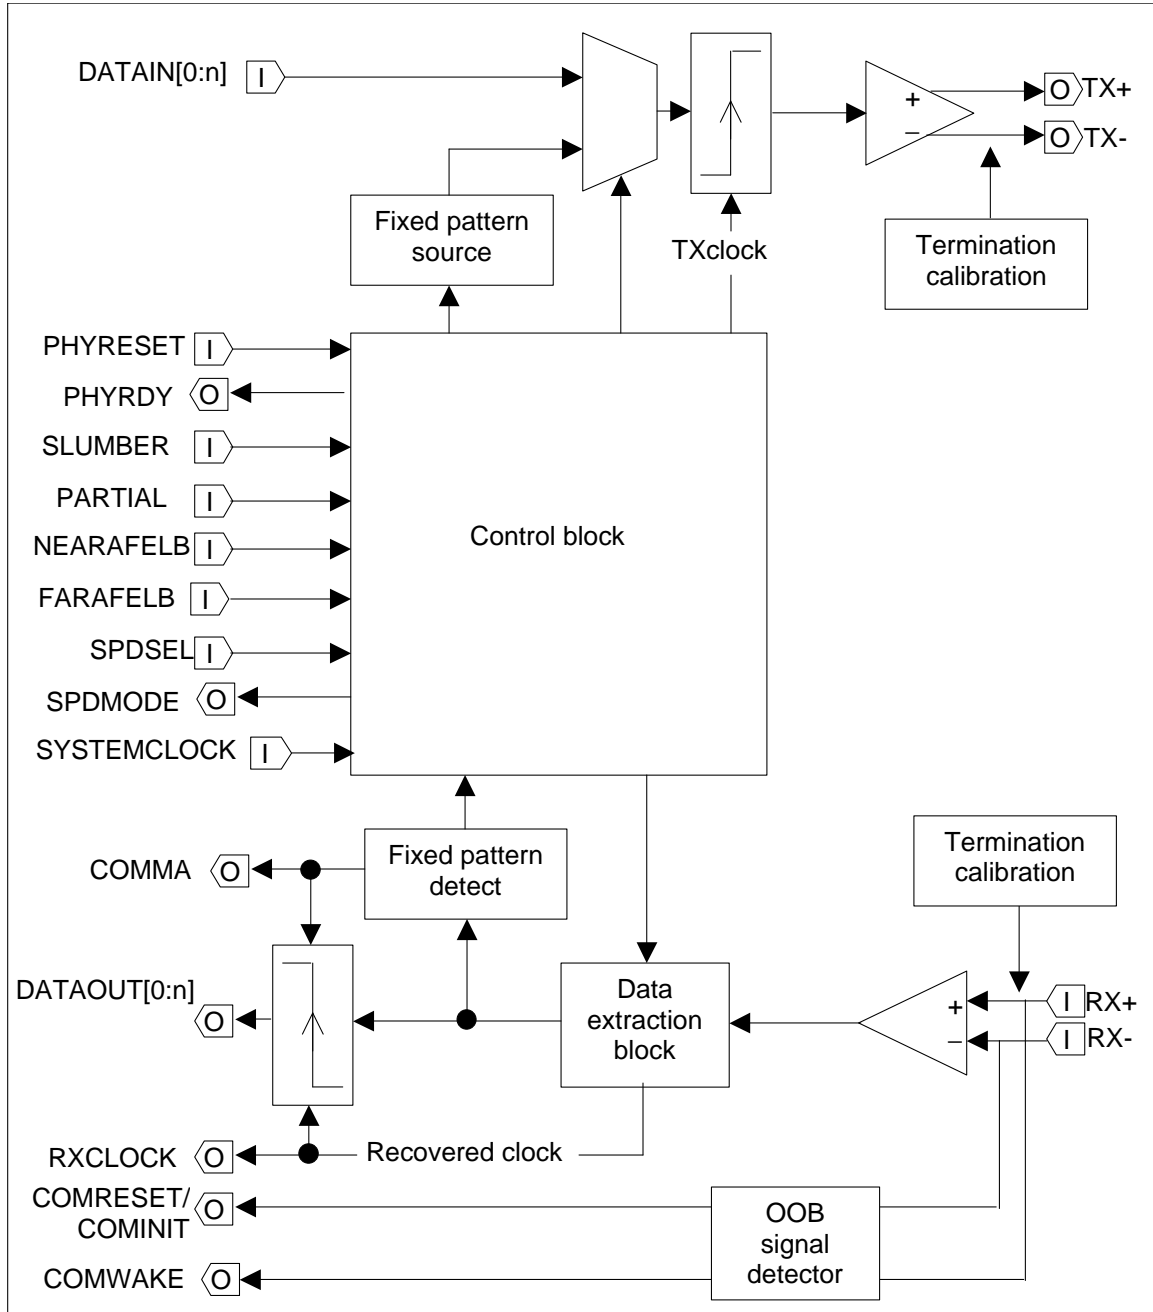 DATAIN[0:n]
I
+
−
O
TX+
O
TX-
Fixed pattern
source
TXclock
Termination
calibration
PHYRESET
I
PHYRDY
O
SLUMBER
I
PARTIAL
I
NEARAFELB
I
FARAFELB
I
SPDSEL
I
SPDMODE
O
SYSTEMCLOCK
I
Control block
COMMA
O
Fixed pattern
detect
Termination
calibration
DATAOUT[0:n]
O
Data
extraction
block
+
−
I
RX+
I
RX-
RXCLOCK
O
Recovered clock
COMRESET/
COMINIT
O
OOB
signal
detector
COMWAKE
O